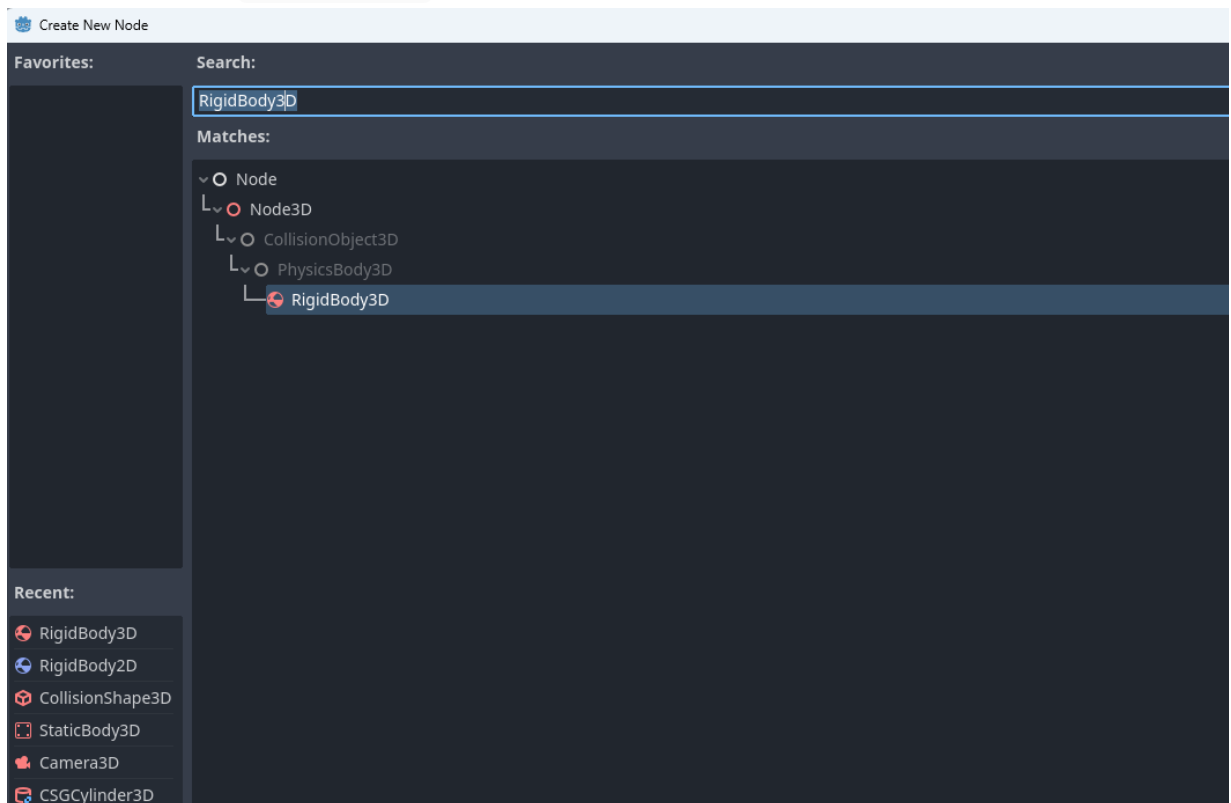 Create New Node
Favorites:
Search:
RigidBody3D
Matches:
Node
Node3D
CollisionObject3D
PhysicsBody3D
RigidBody3D
Recent:
RigidBody3D
RigidBody2D
CollisionShape3D
StaticBody3D
Camera3D
CSGCylinder3D